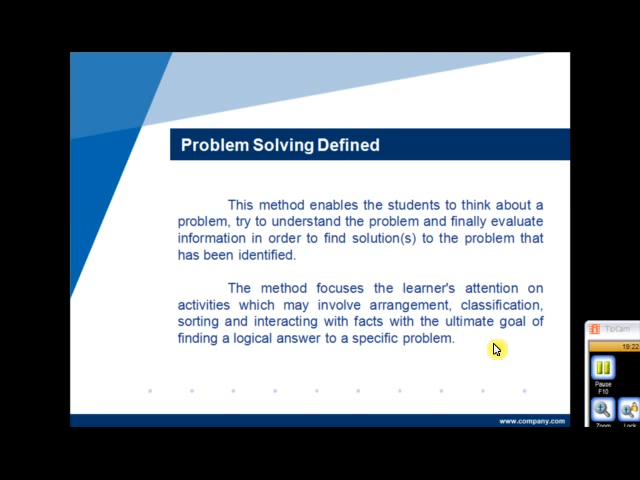 Problem Solving Defined
This method enables the students to think about a
problem, try to understand the problem and finally evaluate
information in order to find solution(s) to the problem that
has been identified.
The method focuses the learner's attention on
activities which may involve arrangement, classification,
sorting and interacting with facts with the ultimate goal of
finding a logical answer to a specific problem.
www.company.com
TipCam
19:22
Pause
F10
Zoom
Lock